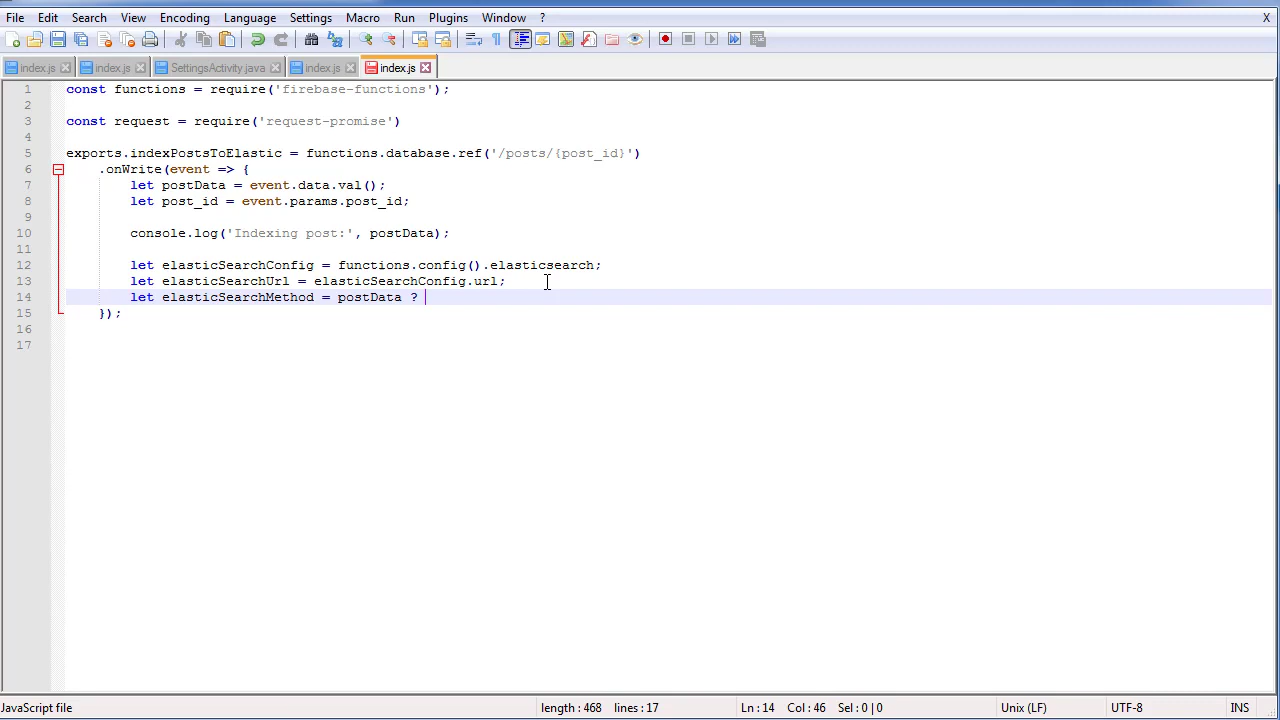 File Edit Search View Encoding Language Settings Macro Run Plugins Window ? X
index.js index.js SettingsActivity.java index.js index.js
1 const functions = require('firebase-functions');
2
3 const request = require('request-promise')
4
5 exports.indexPostsToElastic = functions.database.ref('/posts/{post_id}')
6 .onWrite(event => {
7 let postData = event.data.val();
8 let post_id = event.params.post_id;
9
10 console.log('Indexing post:', postData);
11
12 let elasticSearchConfig = functions.config().elasticsearch;
13 let elasticSearchUrl = elasticSearchConfig.url;
14 let elasticSearchMethod = postData ?
15 });
16
17
JavaScript file length : 468 lines : 17 Ln : 14 Col : 46 Sel : 0 | 0 Unix (LF) UTF-8 INS